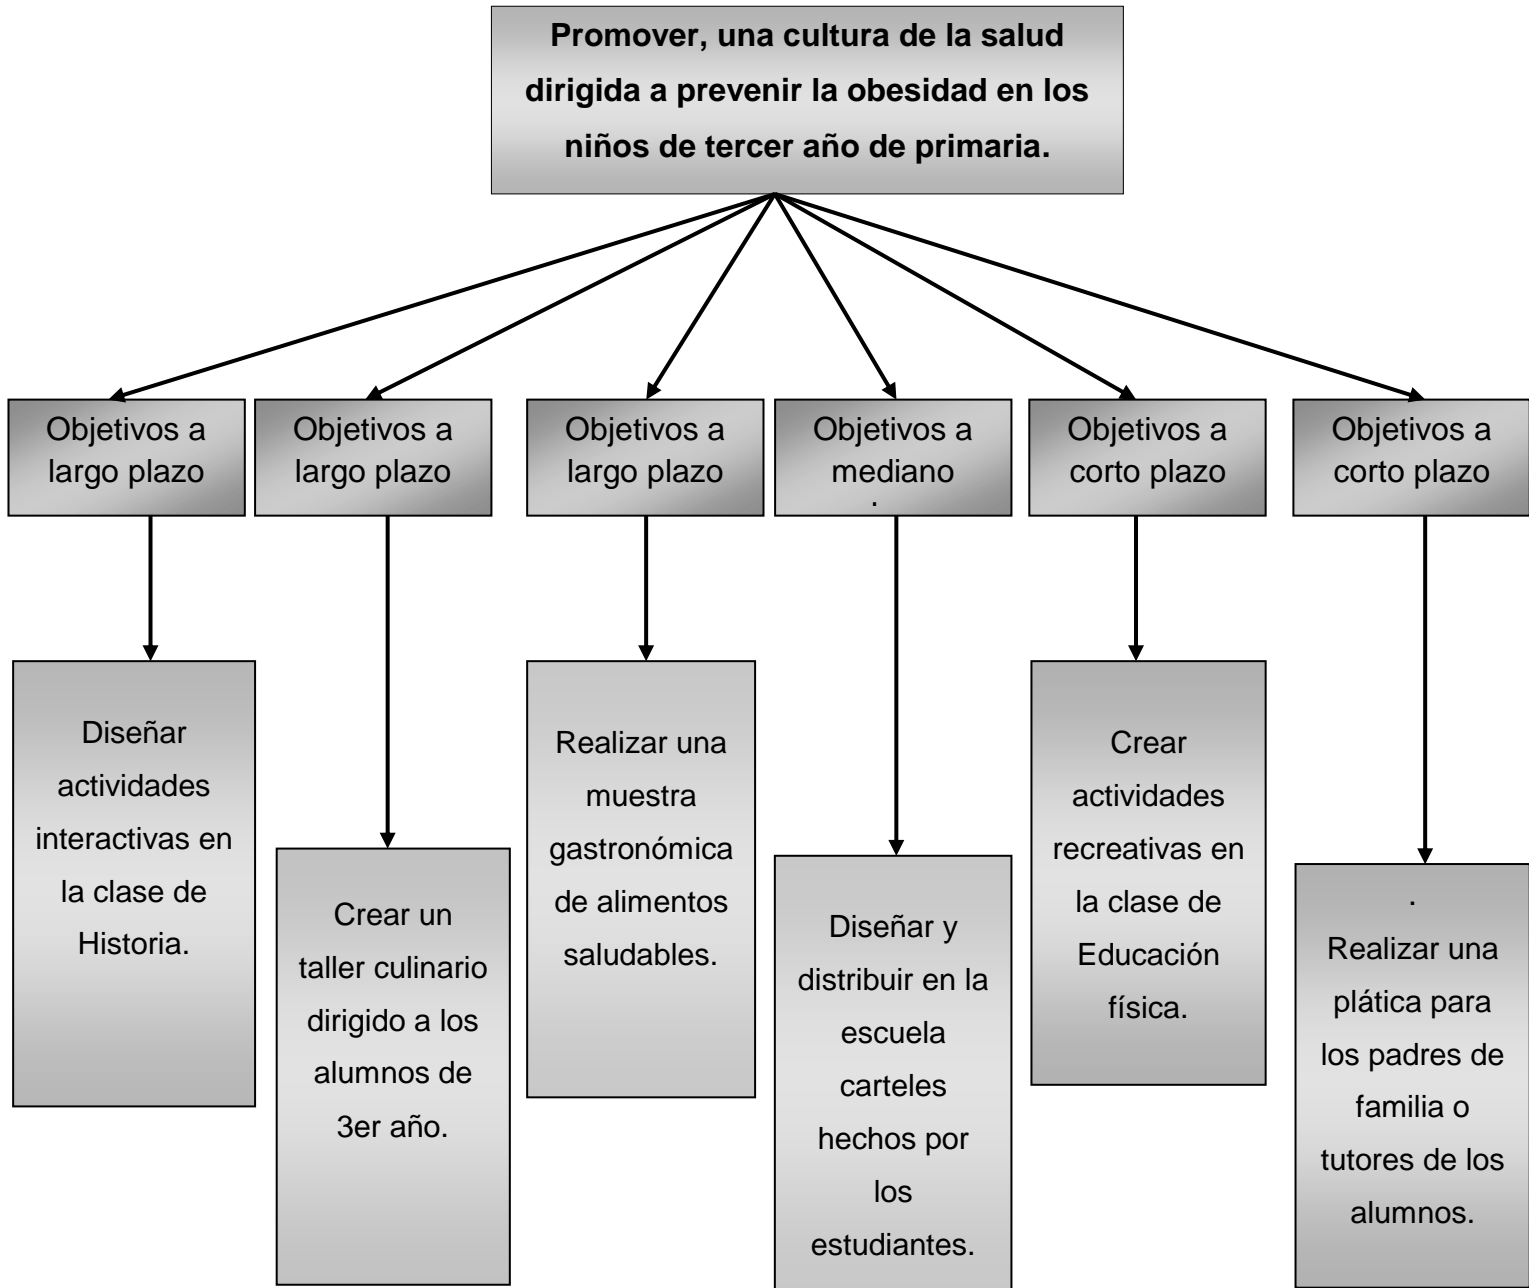 Promover, una cultura de la salud
dirigida a prevenir la obesidad en los
niños de tercer año de primaria.
Objetivos a
largo plazo
Objetivos a
largo plazo
Objetivos a
largo plazo
Objetivos a
mediano
.
Objetivos a
corto plazo
Objetivos a
corto plazo
Diseñar
actividades
interactivas en
la clase de
Historia.
Crear un
taller culinario
dirigido a los
alumnos de
3er año.
Realizar una
muestra
gastronómica
de alimentos
saludables.
Diseñar y
distribuir en la
escuela
carteles
hechos por
los
estudiantes.
Crear
actividades
recreativas en
la clase de
Educación
física.
.
Realizar una
plática para
los padres de
familia o
tutores de los
alumnos.